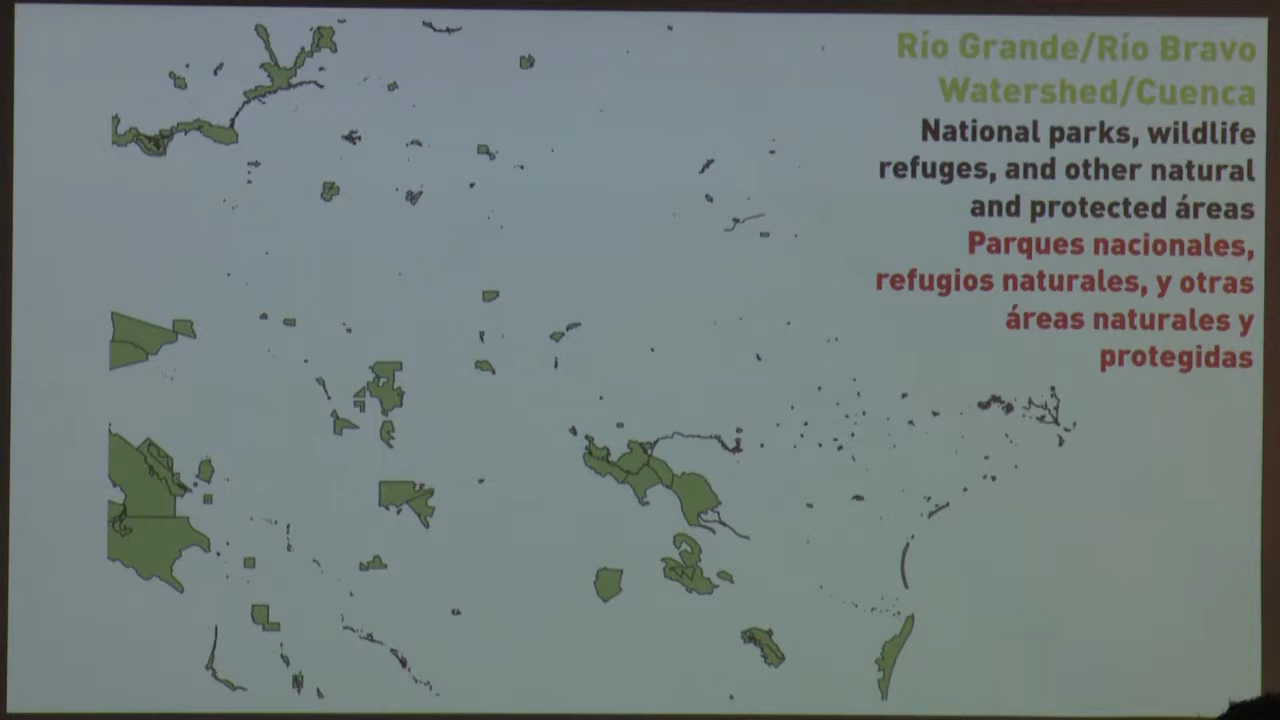 Río Grande/Río Bravo
Watershed/Cuenca
National parks, wildlife
refuges, and other natural
and protected áreas
Parques nacionales,
refugios naturales, y otras
áreas naturales y
protegidas